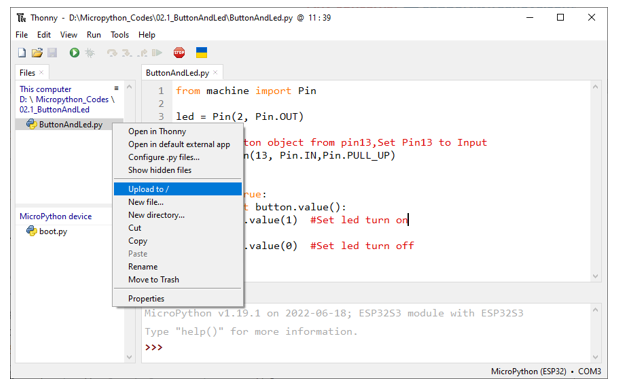 Thonny - D:\Micropython_Codes\02.1_ButtonAndLed\ButtonAndLed.py @ 11 : 39
File Edit View Run Tools Help
STOP
Files ×
This computer
D: \ Micropython_Codes \
02.1_ButtonAndLed
ButtonAndLed.py
MicroPython device
boot.py
ButtonAndLed.py ×
1 from machine import Pin
2
3 led = Pin(2, Pin.OUT)
ton object from pin13,Set Pin13 to Input
n(13, Pin.IN,Pin.PULL_UP)
rue:
t button.value():
.value(1) #Set led turn on
.value(0) #Set led turn off
Open in Thonny
Open in default external app
Configure .py files...
Show hidden files
Upload to /
New file...
New directory...
Cut
Copy
Paste
Rename
Move to Trash
Properties
MicroPython v1.19.1 on 2022-06-18; ESP32S3 module with ESP32S3
Type "help()" for more information.
>>>
MicroPython (ESP32) • COM3